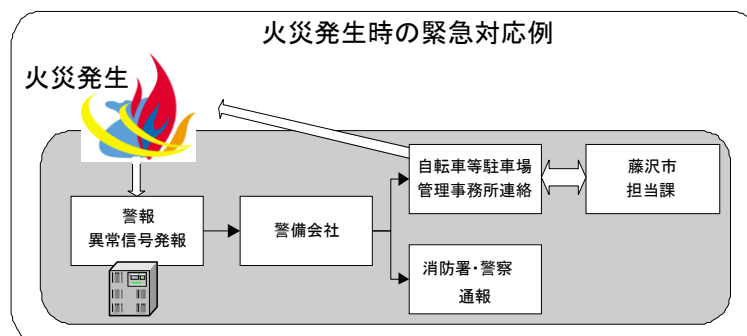 火災発生時の緊急対応例
火災発生
警報
異常信号発報
警備会社
自転車等駐車場
管理事務所連絡
藤沢市
担当課
消防署・警察
通報